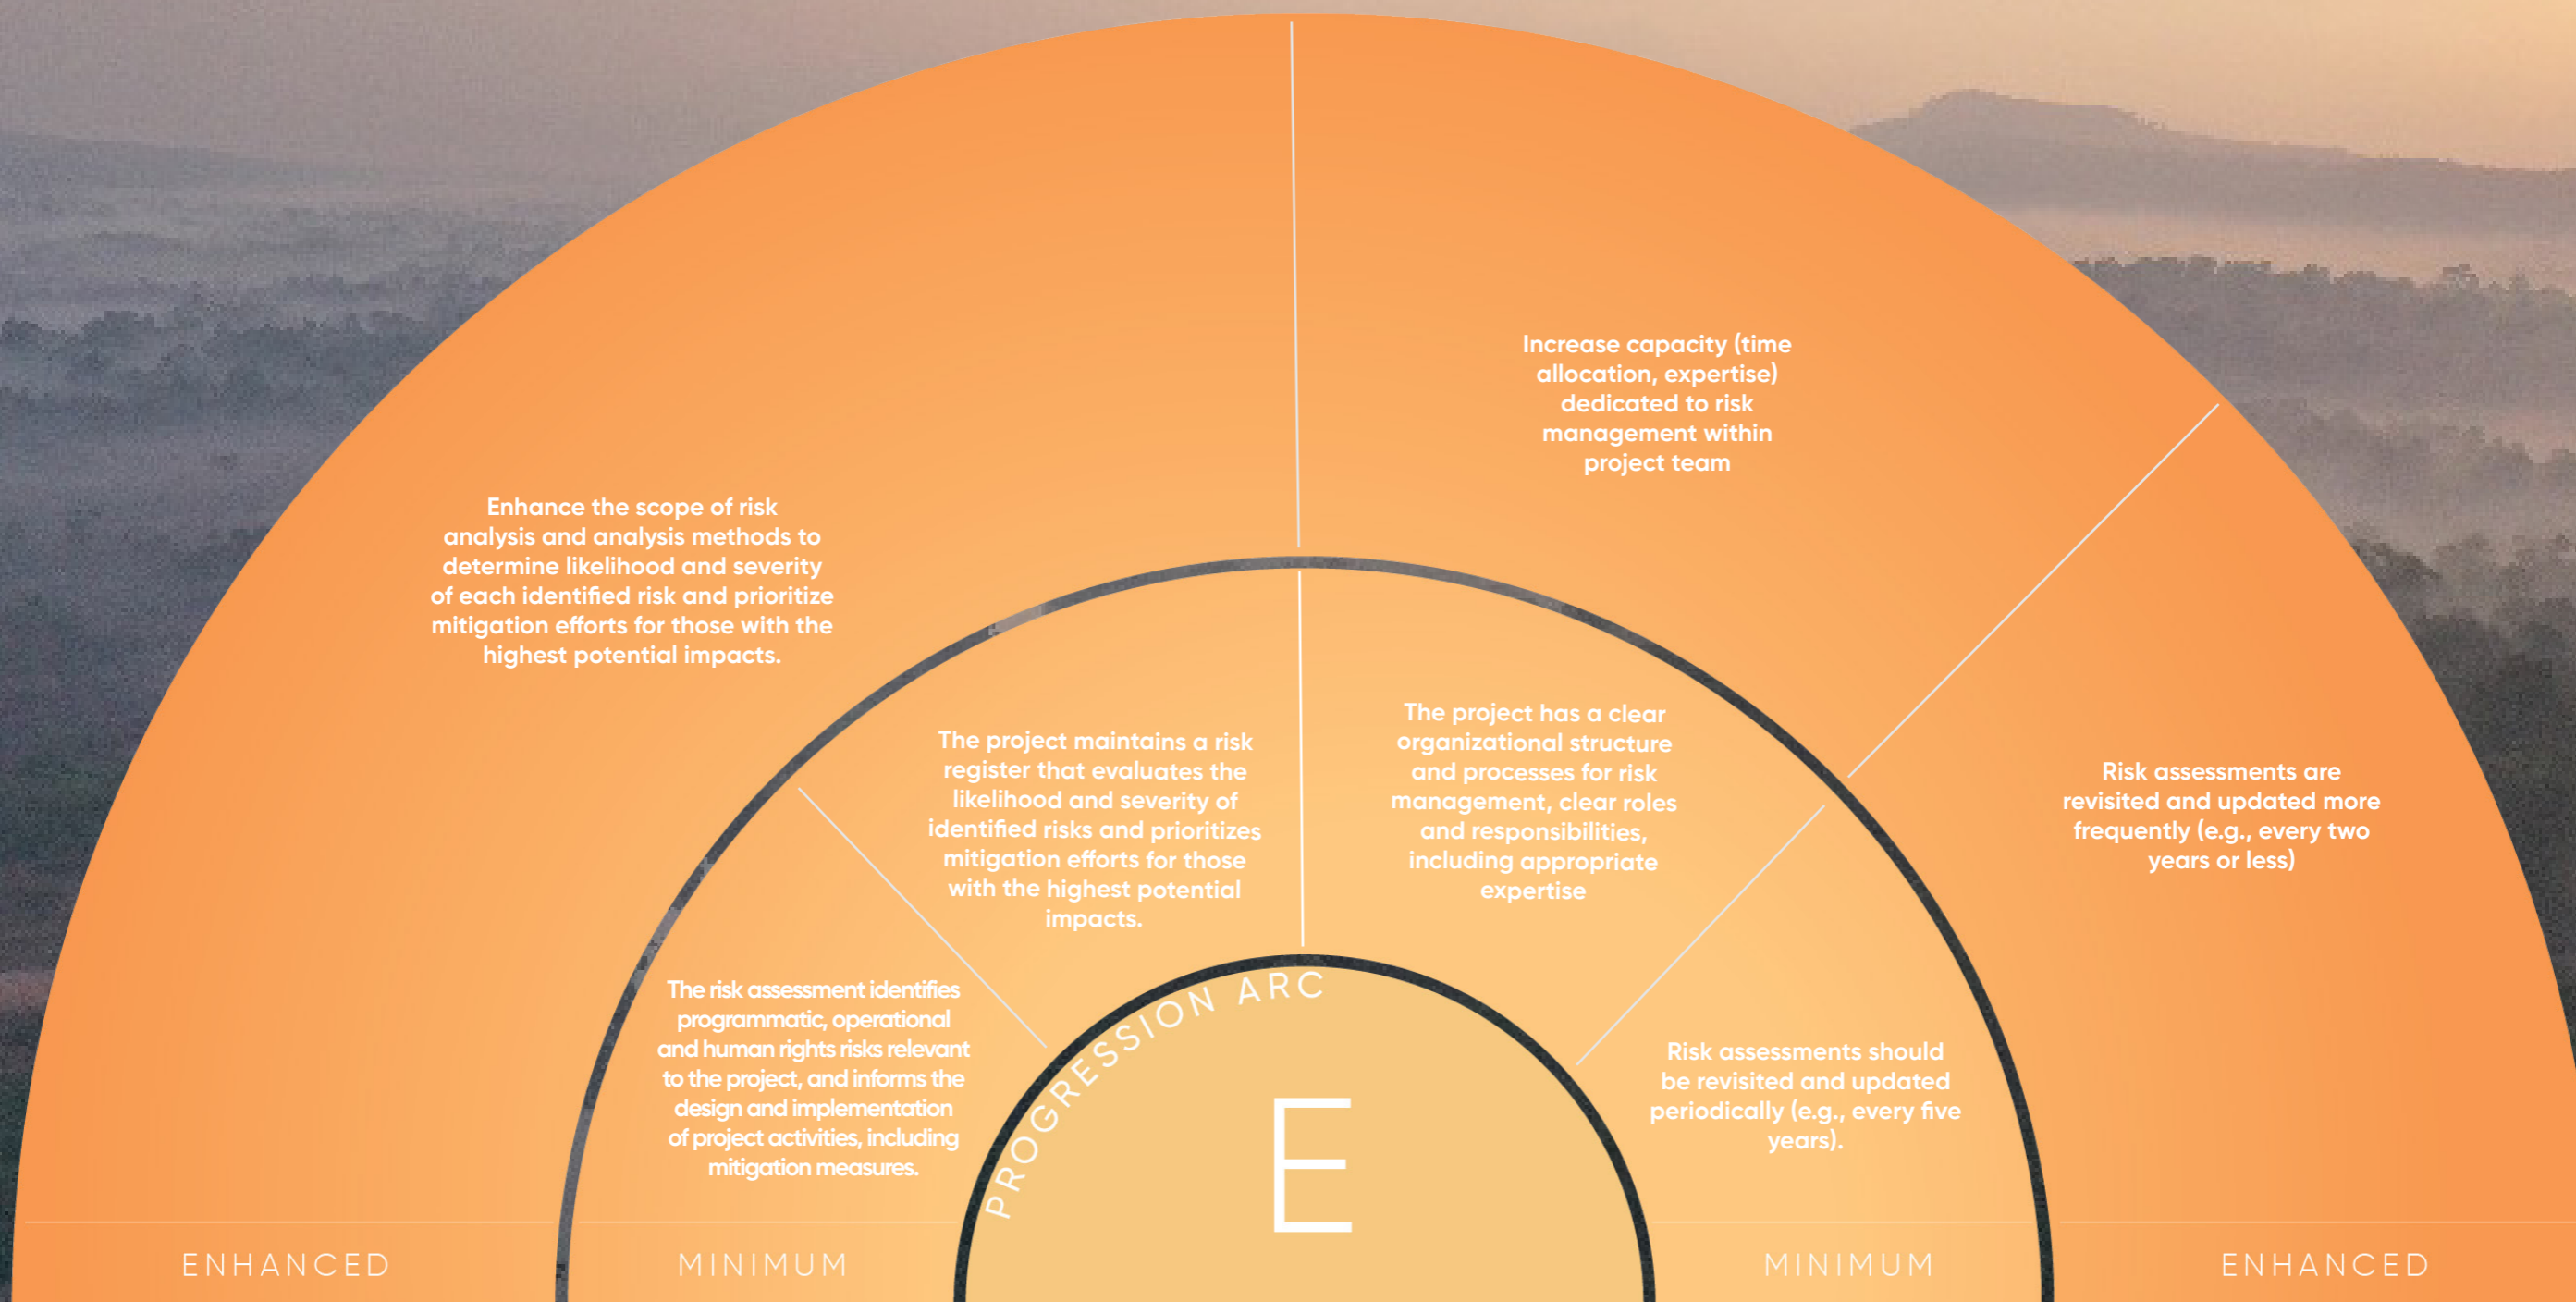 Increase capacity (time
allocation, expertise)
dedicated to risk
management within
project team
Enhance the scope of risk
analysis and analysis methods to
determine likelihood and severity
of each identified risk and prioritize
mitigation efforts for those with the
highest potential impacts.
The project maintains a risk
register that evaluates the
likelihood and severity of
identified risks and prioritizes
mitigation efforts for those
with the highest potential
impacts.
The project has a clear
organizational structure
and processes for risk
management, clear roles
and responsibilities,
including appropriate
expertise
Risk assessments are
revisited and updated more
frequently (e.g., every two
years or less)
The risk assessment identifies
programmatic, operational
and human rights risks relevant
to the project, and informs the
design and implementation
of project activities, including
mitigation measures.
PROGRESSION ARC
E
Risk assessments should
be revisited and updated
periodically (e.g., every five
years).
ENHANCED
MINIMUM
MINIMUM
ENHANCED